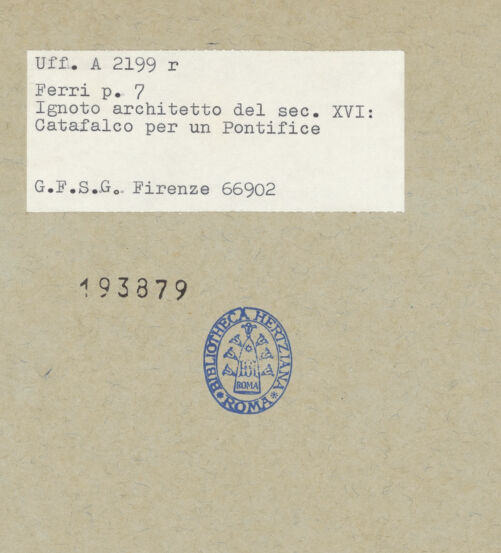 Uff. A 2199 r
Ferri p. 7
Ignoto architetto del sec. XVI:
Catafalco per un Pontifice
G.F.S.G. Firenze 66902
193879
BIBLIOTHECA HERTZIANA
ROMA
ROMA